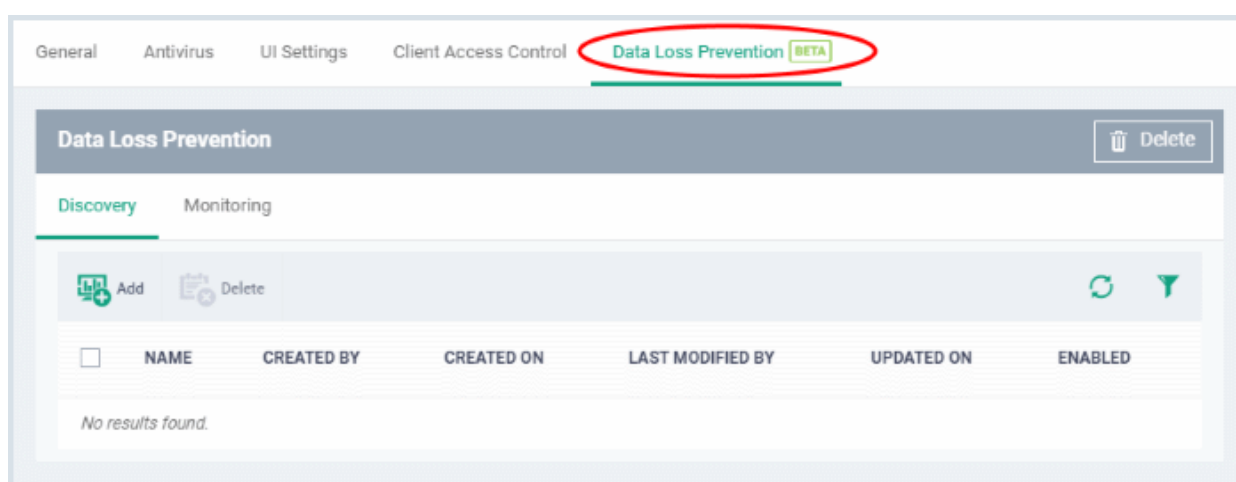 General Antivirus UI Settings Client Access Control Data Loss Prevention BETA
Data Loss Prevention Delete
Discovery Monitoring
Add Delete
NAME CREATED BY CREATED ON LAST MODIFIED BY UPDATED ON ENABLED
No results found.